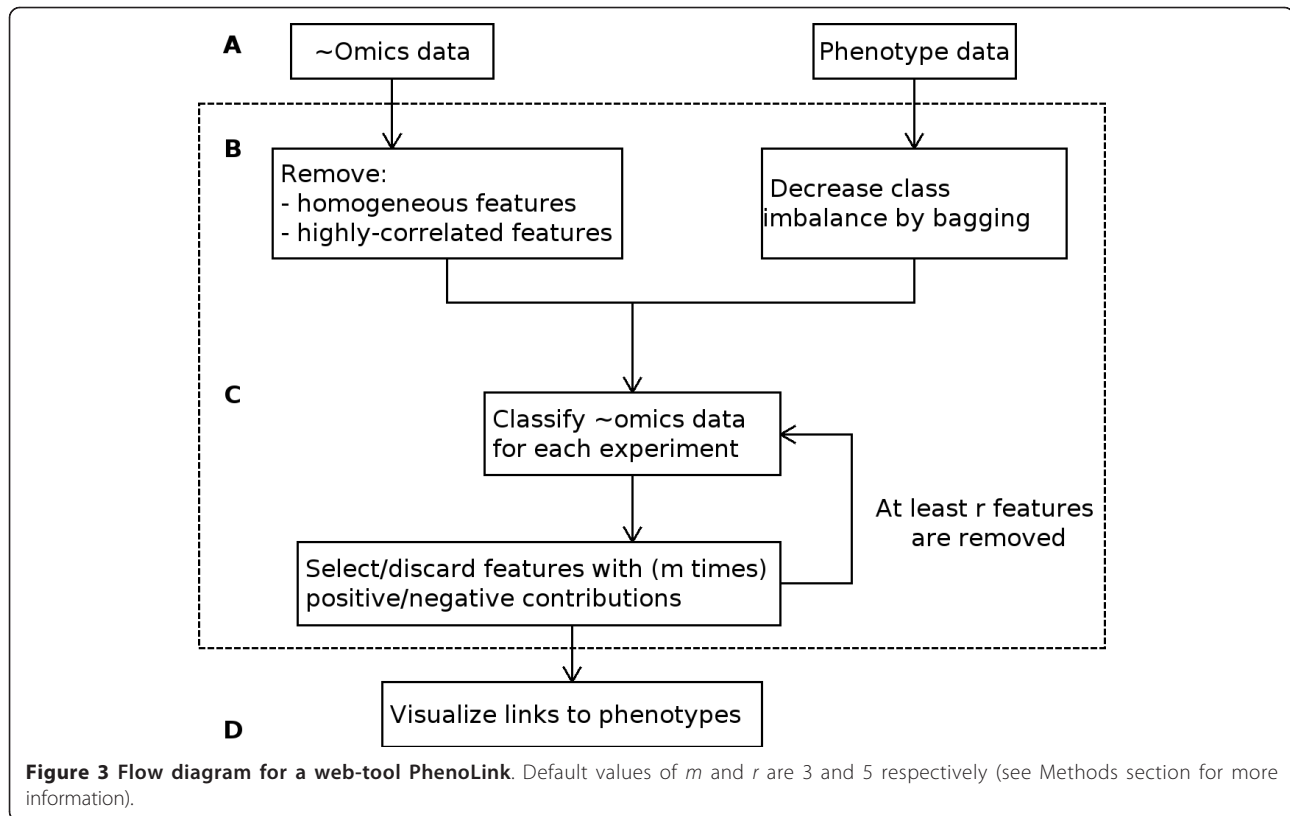 A
~Omics data
Phenotype data
B
Remove:
- homogeneous features
- highly-correlated features
Decrease class
imbalance by bagging
C
Classify ~omics data
for each experiment
At least r features
are removed
Select/discard features with (m times)
positive/negative contributions
D
Visualize links to phenotypes
Figure 3 Flow diagram for a web-tool PhenoLink. Default values of m and r are 3 and 5 respectively (see Methods section for more
information).